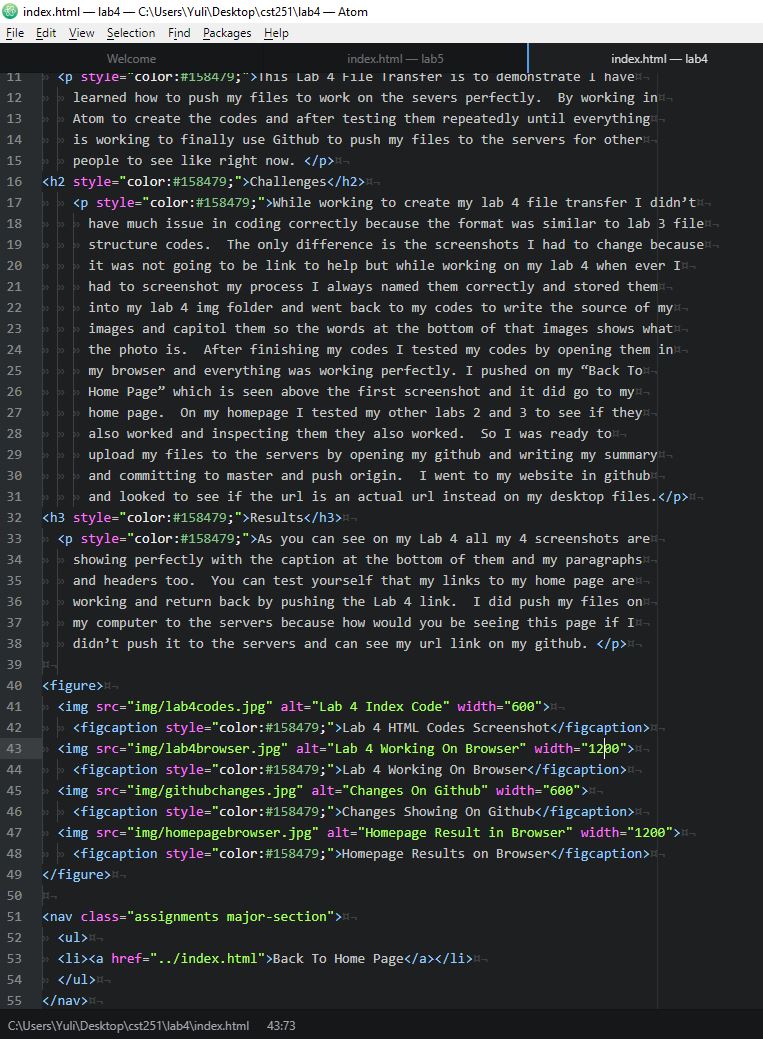 index.html — lab4 — C:\Users\Yuli\Desktop\cst251\lab4 — Atom
File Edit View Selection Find Packages Help
Welcome index.html — lab5 index.html — lab4
11 <p style="color:#158479;">This Lab 4 File Transfer is to demonstrate I have
12 learned how to push my files to work on the severs perfectly.  By working in
13 Atom to create the codes and after testing them repeatedly until everything
14 is working to finally use Github to push my files to the servers for other
15 people to see like right now. </p>
16 <h2 style="color:#158479;">Challenges</h2>
17 <p style="color:#158479;">While working to create my lab 4 file transfer I didn’t
18 have much issue in coding correctly because the format was similar to lab 3 file
19 structure codes.  The only difference is the screenshots I had to change because
20 it was not going to be link to help but while working on my lab 4 when ever I
21 had to screenshot my process I always named them correctly and stored them
22 into my lab 4 img folder and went back to my codes to write the source of my
23 images and capitol them so the words at the bottom of that images shows what
24 the photo is.  After finishing my codes I tested my codes by opening them in
25 my browser and everything was working perfectly. I pushed on my “Back To
26 Home Page” which is seen above the first screenshot and it did go to my
27 home page.  On my homepage I tested my other labs 2 and 3 to see if they
28 also worked and inspecting them they also worked.  So I was ready to
29 upload my files to the servers by opening my github and writing my summary
30 and committing to master and push origin.  I went to my website in github
31 and looked to see if the url is an actual url instead on my desktop files.</p>
32 <h3 style="color:#158479;">Results</h3>
33 <p style="color:#158479;">As you can see on my Lab 4 all my 4 screenshots are
34 showing perfectly with the caption at the bottom of them and my paragraphs
35 and headers too.  You can test yourself that my links to my home page are
36 working and return back by pushing the Lab 4 link.  I did push my files on
37 my computer to the servers because how would you be seeing this page if I
38 didn’t push it to the servers and can see my url link on my github. </p>
39
40 <figure>
41 <img src="img/lab4codes.jpg" alt="Lab 4 Index Code" width="600">
42 <figcaption style="color:#158479;">Lab 4 HTML Codes Screenshot</figcaption>
43 <img src="img/lab4browser.jpg" alt="Lab 4 Working On Browser" width="1200">
44 <figcaption style="color:#158479;">Lab 4 Working On Browser</figcaption>
45 <img src="img/githubchanges.jpg" alt="Changes On Github" width="600">
46 <figcaption style="color:#158479;">Changes Showing On Github</figcaption>
47 <img src="img/homepagebrowser.jpg" alt="Homepage Result in Browser" width="1200">
48 <figcaption style="color:#158479;">Homepage Results on Browser</figcaption>
49 </figure>
50
51 <nav class="assignments major-section">
52 <ul>
53 <li><a href="../index.html">Back To Home Page</a></li>
54 </ul>
55 </nav>
C:\Users\Yuli\Desktop\cst251\lab4\index.html 43:73